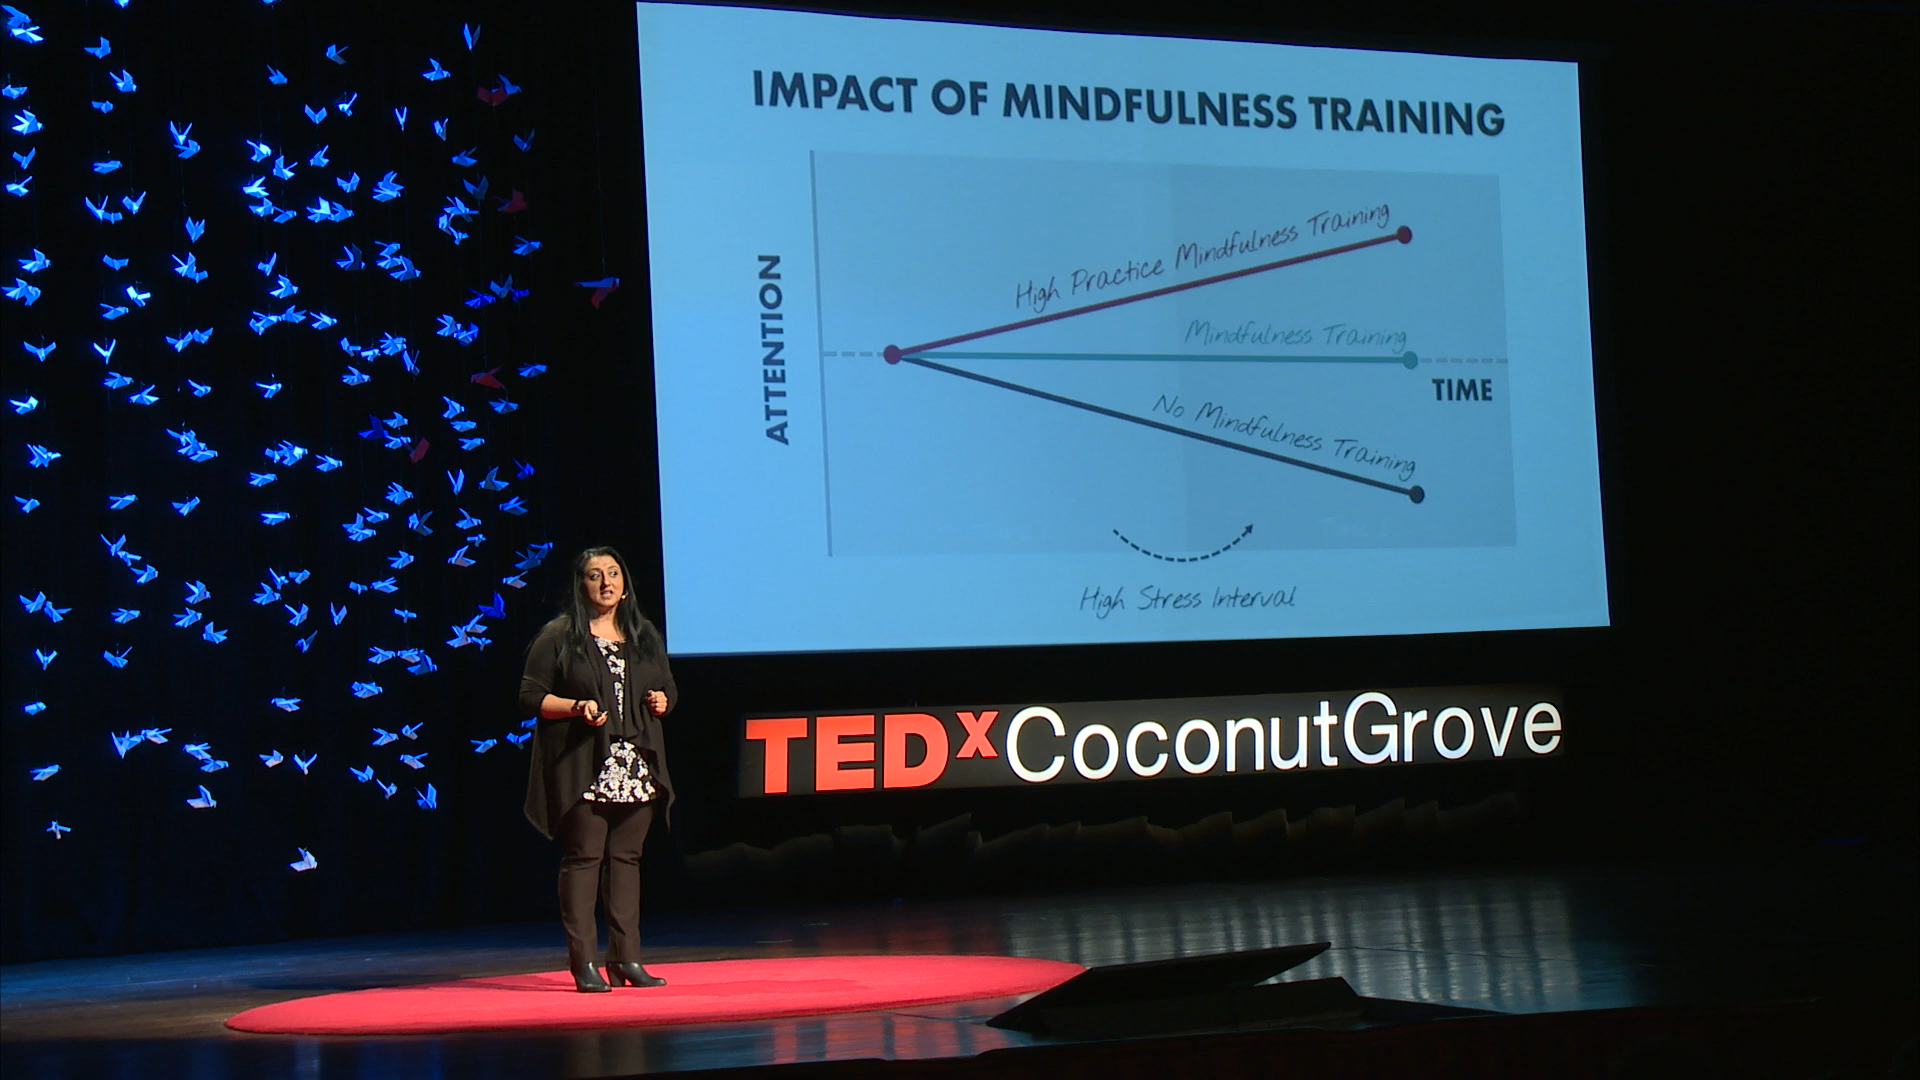 IMPACT OF MINDFULNESS TRAINING
ATTENTION
High Practice Mindfulness Training
Mindfulness Training
TIME
No Mindfulness Training
High Stress Interval
TEDxCoconutGrove